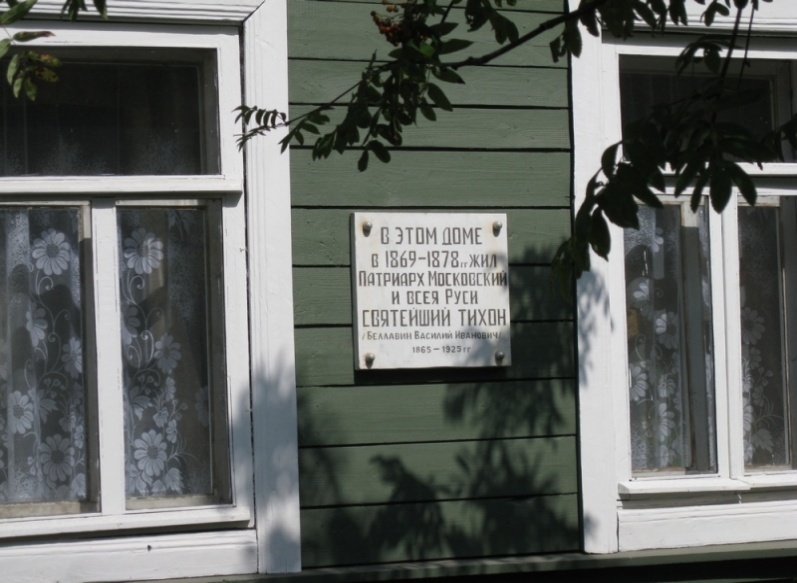 В ЭТОМ ДОМЕ
В 1869-1878 гг ЖИЛ
ПАТРИАРХ МОСКОВСКИЙ
И ВСЕЯ РУСИ
СВЯТЕЙШИЙ ТИХОН
/БЕЛЛАВИН ВАСИЛИЙ ИВАНОВИЧ/
1865-1925 гг